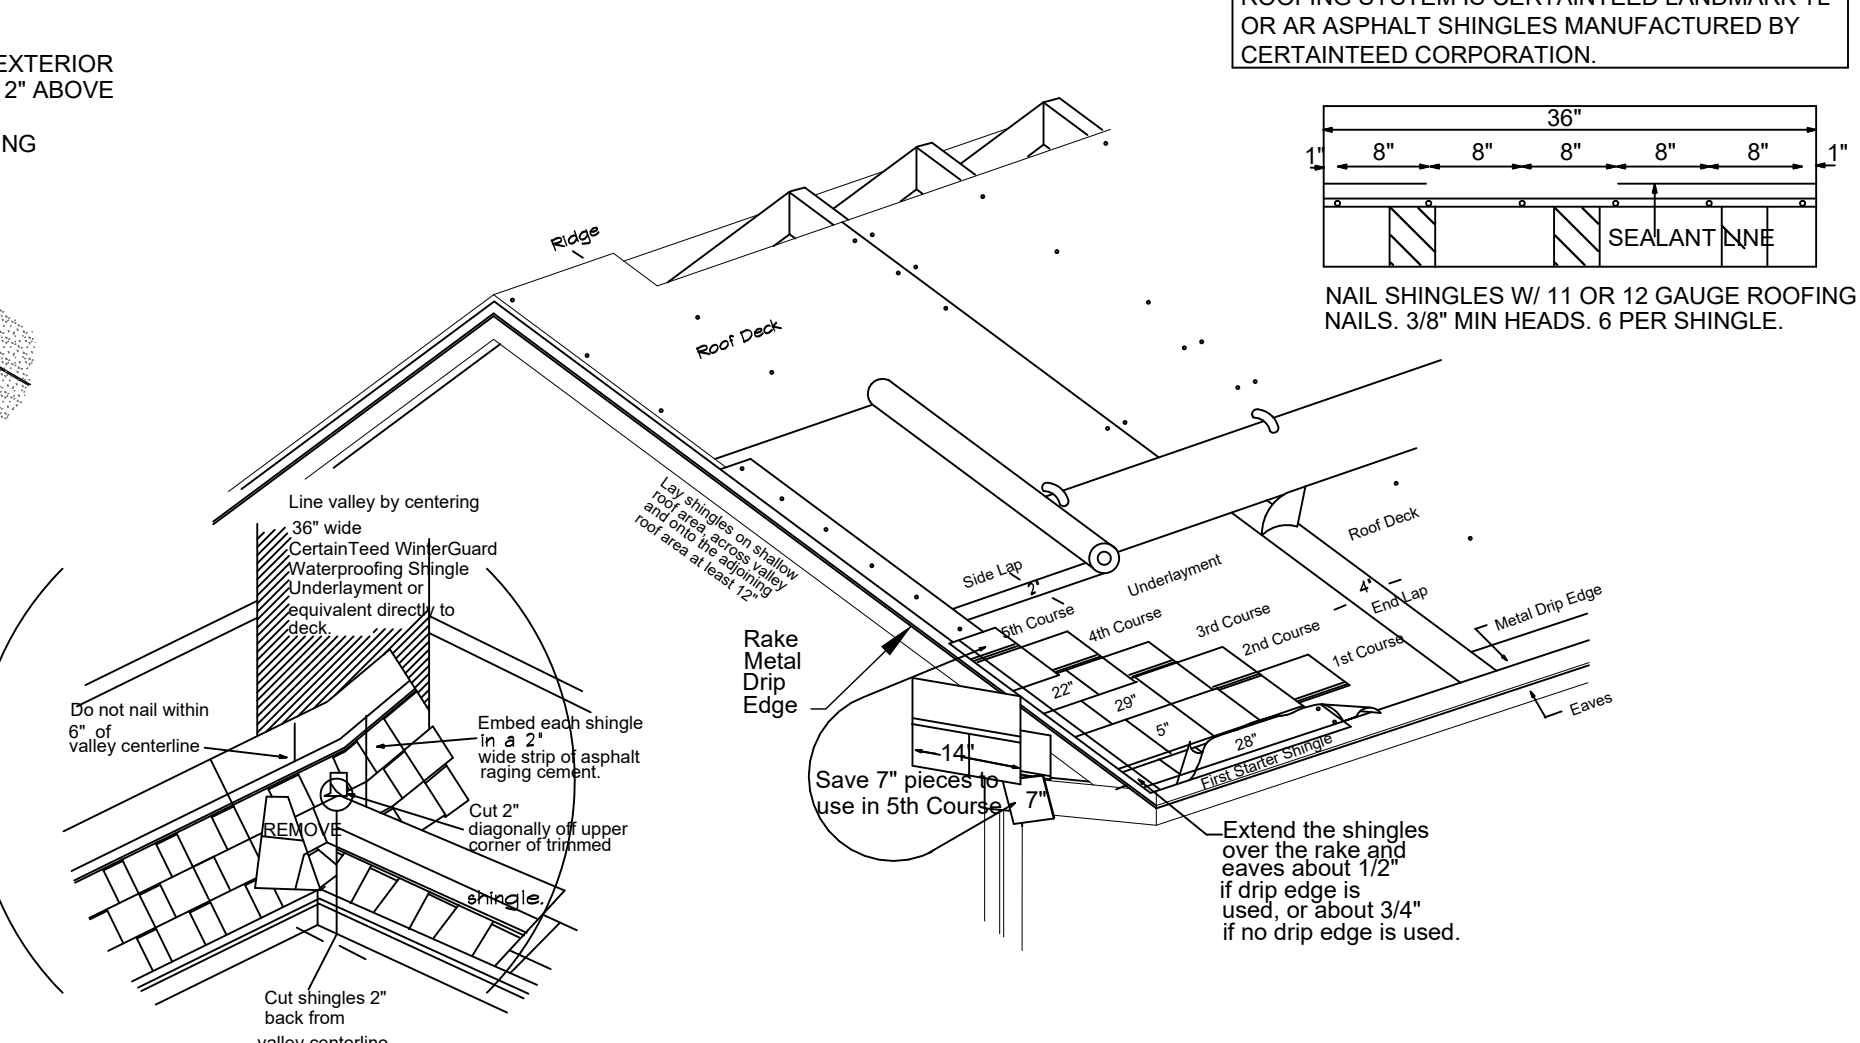 ROOFING SYSTEM IS CERTAINTEED LANDMARK TL
OR AR ASPHALT SHINGLES MANUFACTURED BY
CERTAINTEED CORPORATION.
EXTERIOR
2" ABOVE
NG
36"
1"
8"
8"
8"
8"
8"
1"
SEALANT LINE
NAIL SHINGLES W/ 11 OR 12 GAUGE ROOFING
NAILS. 3/8" MIN HEADS. 6 PER SHINGLE.
Ridge
Roof Deck
Line valley by centering
36" wide
CertainTeed WinterGuard
Waterproofing Shingle
Underlayment or
equivalent directly to
deck.
Lay shingles on shallow
roof area, across valley
and onto the adjoining
roof area at least 12"
Roof Deck
Side Lap
2"
Underlayment
4"
End Lap
Metal Drip Edge
5th Course
4th Course
3rd Course
2nd Course
1st Course
Rake
Metal
Drip
Edge
22"
29"
5"
28"
First Starter Shingle
Eaves
14"
Save 7" pieces to
use in 5th Course
7"
Do not nail within
6" of
valley centerline
Embed each shingle
in a 2"
wide strip of asphalt
raging cement.
Cut 2"
diagonally off upper
corner of trimmed
shingle.
REMOVE
Extend the shingles
over the rake and
eaves about 1/2"
if drip edge is
used, or about 3/4"
if no drip edge is used.
Cut shingles 2"
back from
valley centerline